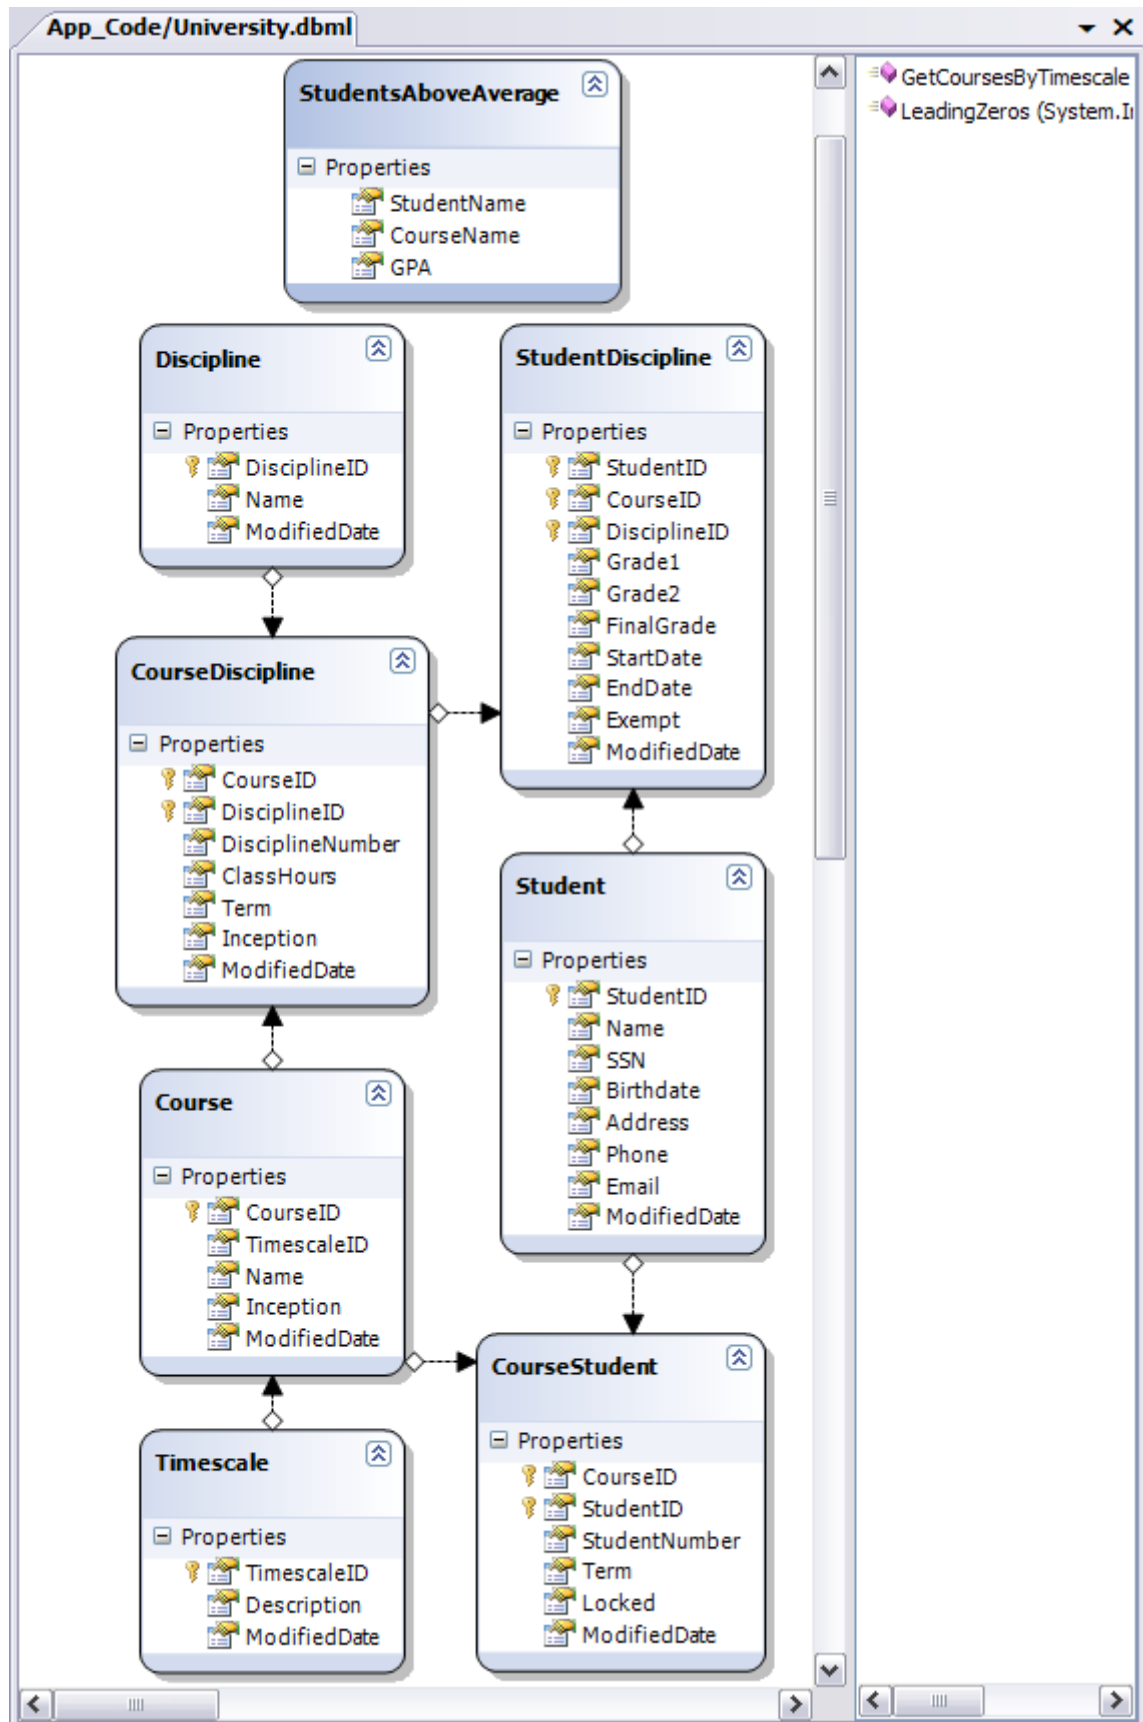 App_Code/University.dbml
StudentsAboveAverage
Properties
StudentName
CourseName
GPA
Discipline
Properties
DisciplineID
Name
ModifiedDate
StudentDiscipline
Properties
StudentID
CourseID
DisciplineID
Grade1
Grade2
FinalGrade
StartDate
EndDate
Exempt
ModifiedDate
CourseDiscipline
Properties
CourseID
DisciplineID
DisciplineNumber
ClassHours
Term
Inception
ModifiedDate
Student
Properties
StudentID
Name
SSN
Birthdate
Address
Phone
Email
ModifiedDate
Course
Properties
CourseID
TimescaleID
Name
Inception
ModifiedDate
CourseStudent
Properties
CourseID
StudentID
StudentNumber
Term
Locked
ModifiedDate
Timescale
Properties
TimescaleID
Description
ModifiedDate
GetCoursesByTimescale
LeadingZeros (System.